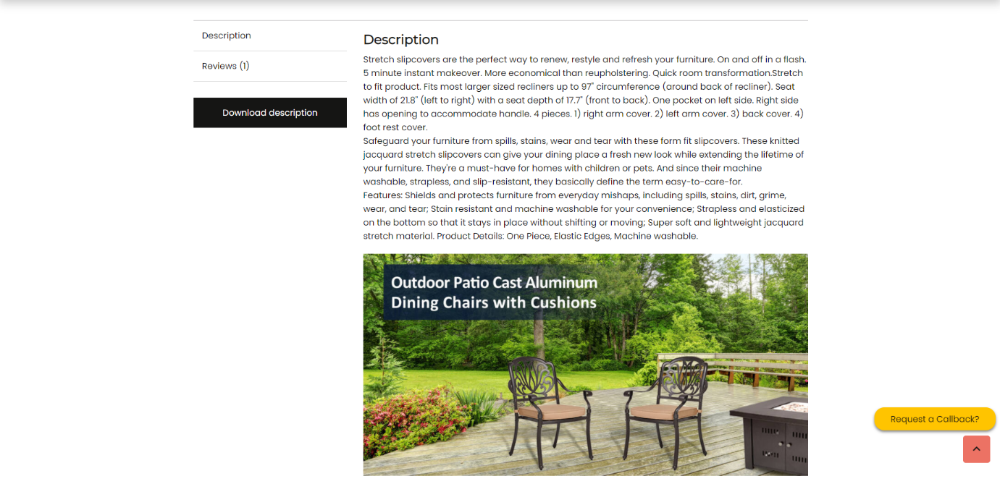 Description
Reviews (1)
Download description
Description
Stretch slipcovers are the perfect way to renew, restyle and refresh your furniture. On and off in a flash.
5 minute instant makeover. More economical than reupholstering. Quick room transformation.Stretch
to fit product. Fits most larger sized recliners up to 97" circumference (around back of recliner). Seat
width of 21.8" (left to right) with a seat depth of 17.7" (front to back). One pocket on left side. Right side
has opening to accommodate handle. 4 pieces. 1) right arm cover. 2) left arm cover. 3) back cover. 4)
foot rest cover.
Safeguard your furniture from spills, stains, wear and tear with these form fit slipcovers. These knitted
jacquard stretch slipcovers can give your dining place a fresh new look while extending the lifetime of
your furniture. They're a must-have for homes with children or pets. And since their machine
washable, strapless, and slip-resistant, they basically define the term easy-to-care-for.
Features: Shields and protects furniture from everyday mishaps, including spills, stains, dirt, grime,
wear, and tear; Stain resistant and machine washable for your convenience; Strapless and elasticized
on the bottom so that it stays in place without shifting or moving; Super soft and lightweight jacquard
stretch material. Product Details: One Piece, Elastic Edges, Machine washable.
Outdoor Patio Cast Aluminum
Dining Chairs with Cushions
Request a Callback?